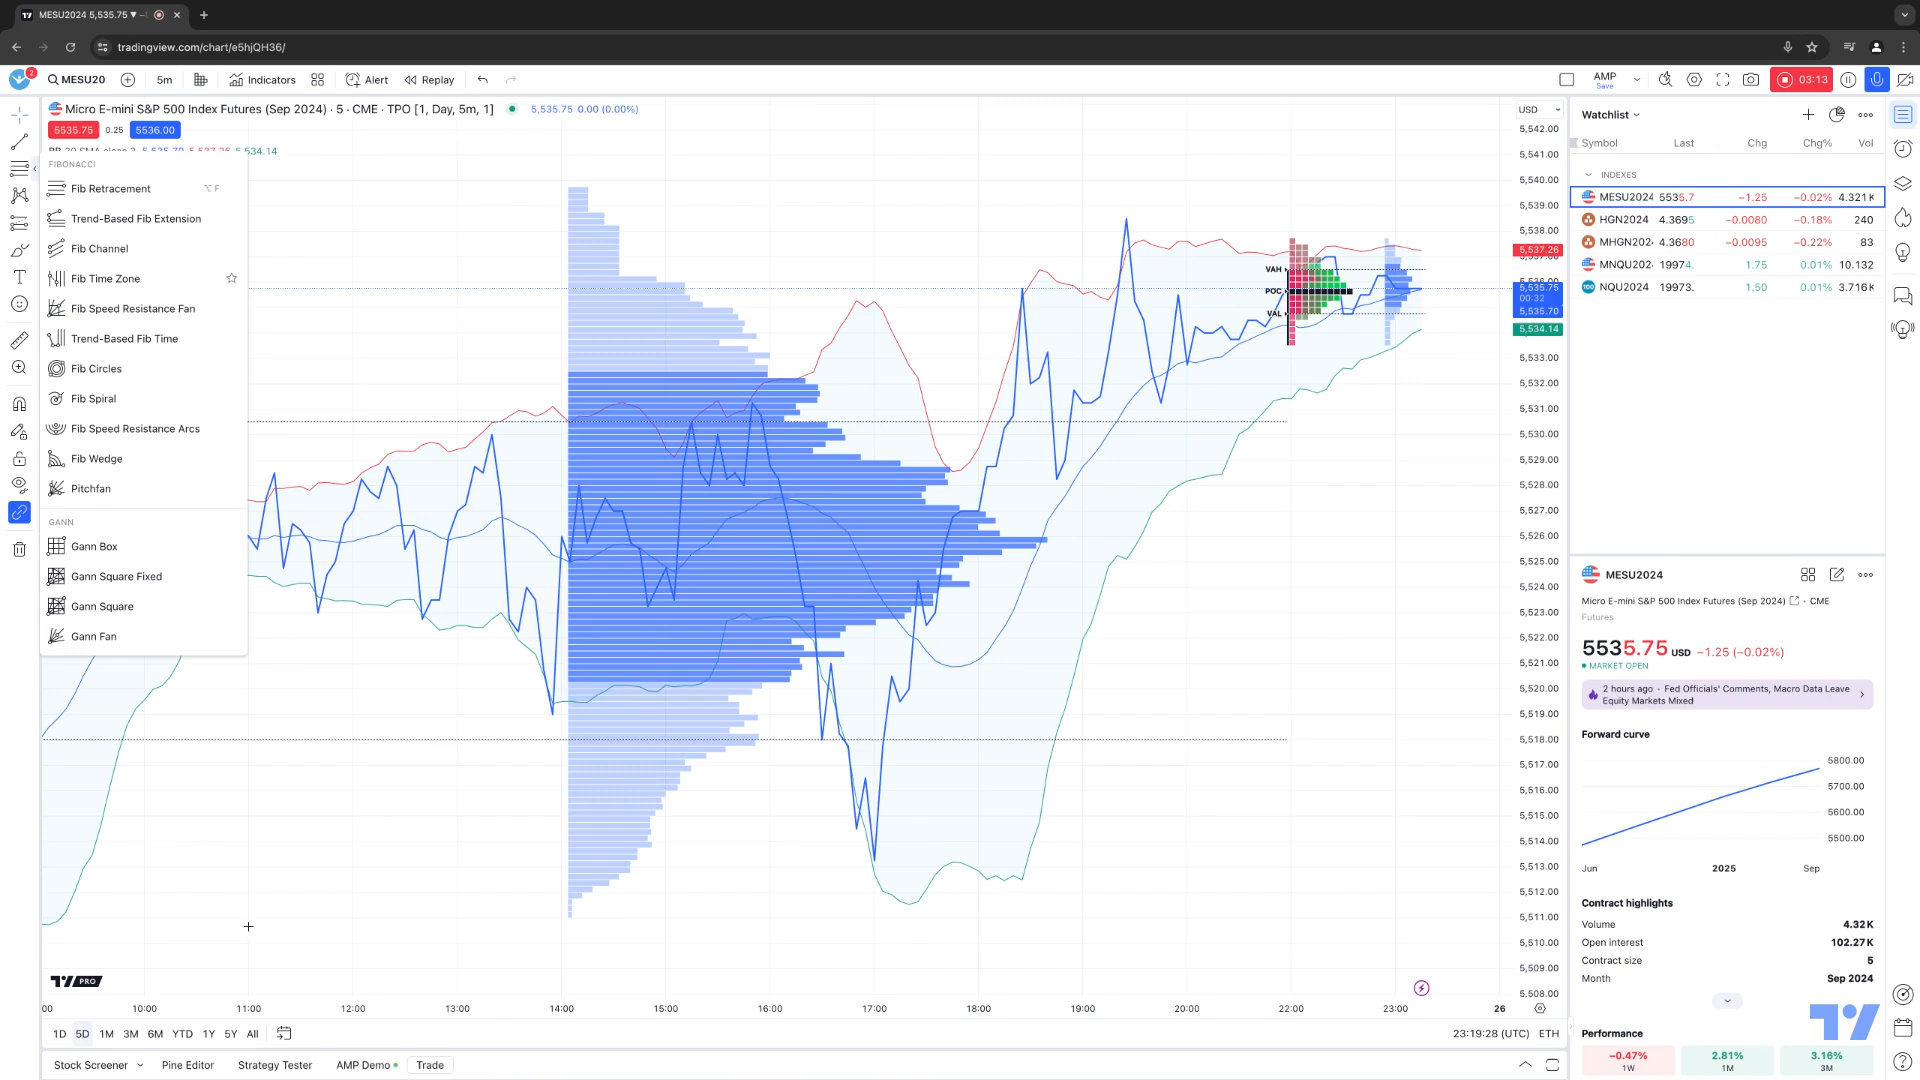 MESU2024 5,535.75 ▼
tradingview.com/chart/e5hjQH36/
2
MESU20
5m
Indicators
Alert
Replay
AMP
Save
03:13
Micro E-mini S&P 500 Index Futures (Sep 2024) · 5 · CME · TPO [1, Day, 5m, 1]
5,535.75 0.00 (0.00%)
5535.75 0.25 5536.00
FIBONACCI
Fib Retracement ⌥ F
Trend-Based Fib Extension
Fib Channel
Fib Time Zone
Fib Speed Resistance Fan
Trend-Based Fib Time
Fib Circles
Fib Spiral
Fib Speed Resistance Arcs
Fib Wedge
Pitchfan
GANN
Gann Box
Gann Square Fixed
Gann Square
Gann Fan
VAH
POC
VAL
USD
5,542.00
5,541.00
5,540.00
5,539.00
5,538.00
5,537.26
5,535.75
00:32
5,535.70
5,534.14
5,533.00
5,532.00
5,531.00
5,530.00
5,529.00
5,528.00
5,527.00
5,526.00
5,525.00
5,524.00
5,523.00
5,522.00
5,521.00
5,520.00
5,519.00
5,518.00
5,517.00
5,516.00
5,515.00
5,514.00
5,513.00
5,512.00
5,511.00
5,510.00
5,509.00
5,508.00
PRO
:00 10:00 11:00 12:00 13:00 14:00 15:00 16:00 17:00 18:00 19:00 20:00 21:00 22:00 23:00 26
1D 5D 1M 3M 6M YTD 1Y 5Y All
23:19:28 (UTC) ETH
Stock Screener Pine Editor Strategy Tester AMP Demo Trade
Watchlist
Symbol Last Chg Chg% Vol
INDEXES
MESU2024 5535.7 −1.25 −0.02% 4.321 K
HGN2024 4.3695 −0.0080 −0.18% 240
MHGN202 4.3680 −0.0095 −0.22% 83
MNQU202 19974. 1.75 0.01% 10.132
100 NQU2024 19973. 1.50 0.01% 3.716 K
MESU2024
Micro E-mini S&P 500 Index Futures (Sep 2024) · CME
Futures
5535.75 USD −1.25 (−0.02%)
MARKET OPEN
2 hours ago · Fed Officials' Comments, Macro Data Leave
Equity Markets Mixed
Forward curve
5800.00
5700.00
5600.00
5500.00
Jun 2025 Sep
Contract highlights
Volume 4.32 K
Open interest 102.27 K
Contract size 5
Month Sep 2024
Performance
−0.47% 2.81% 3.16%
1W 1M 3M